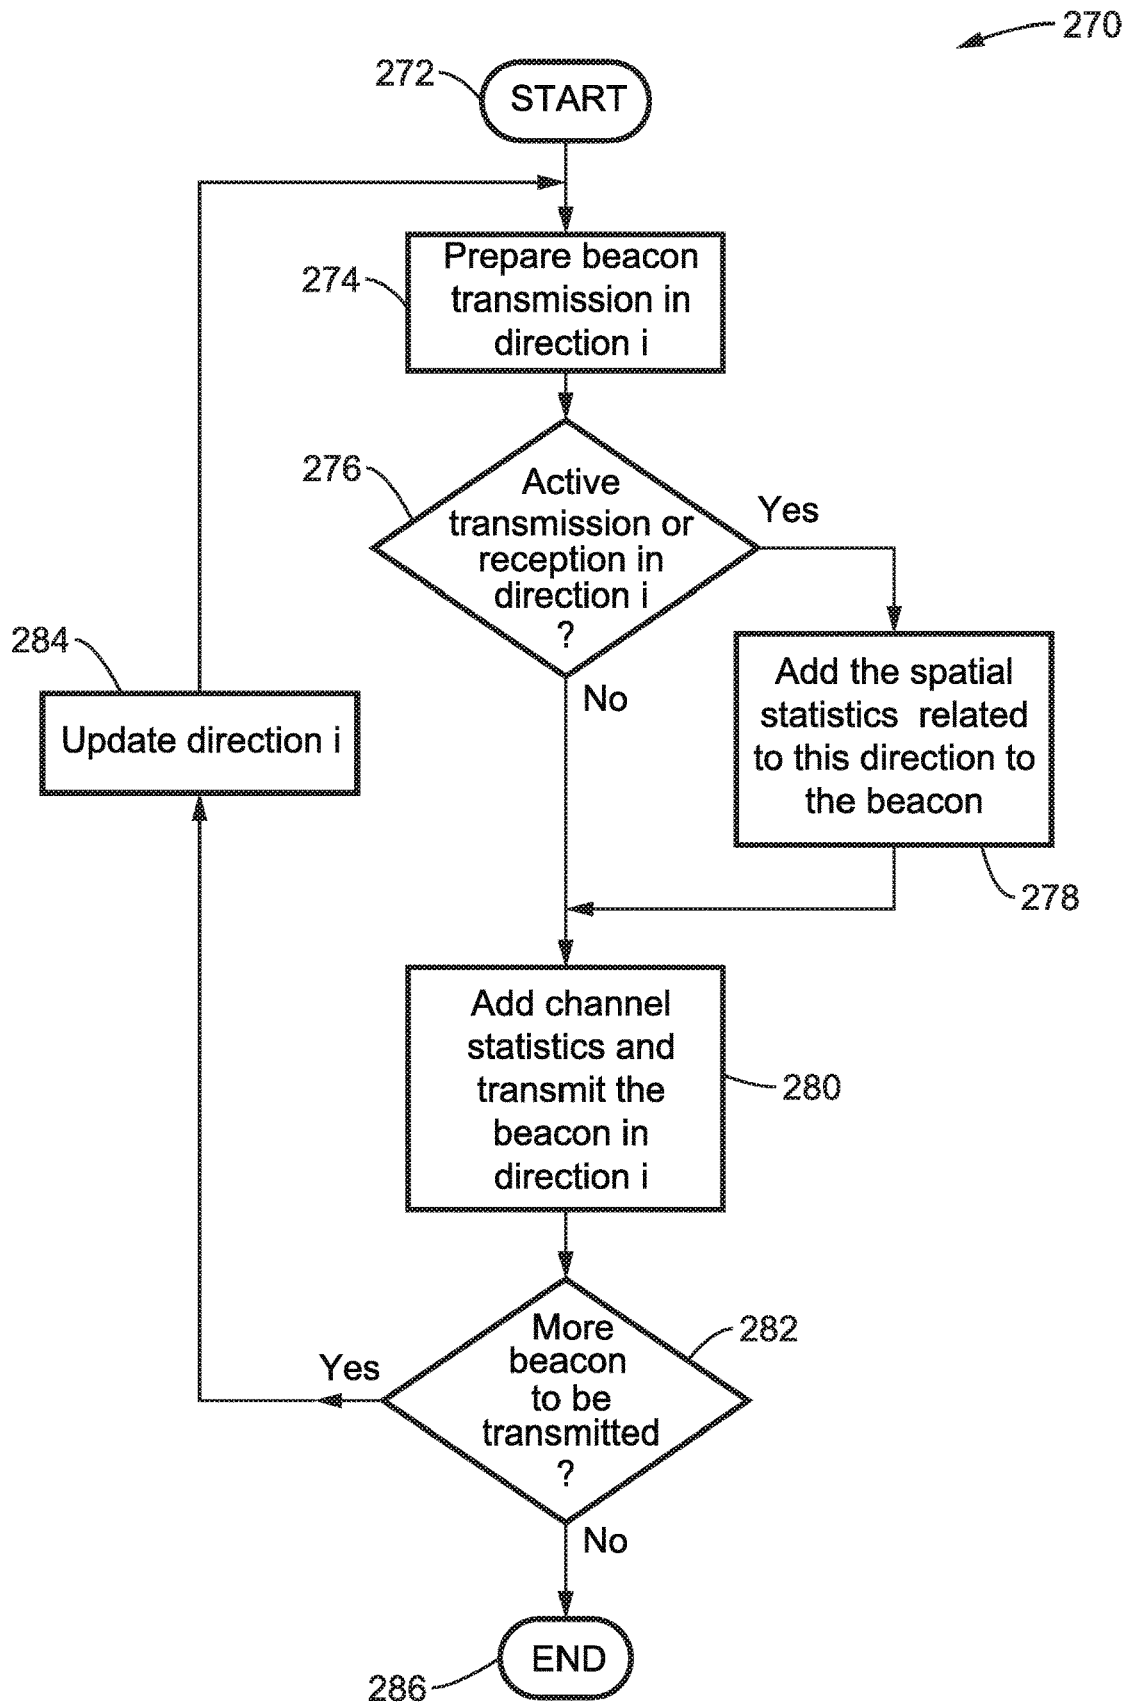 270
272
START
274
Prepare beacon
transmission in
direction i
276
Active
transmission or
reception in
direction i
?
Yes
No
284
Update direction i
Add the spatial
statistics related
to this direction to
the beacon
278
Add channel
statistics and
transmit the
beacon in
direction i
280
282
More
beacon
to be
transmitted
?
Yes
No
END
286